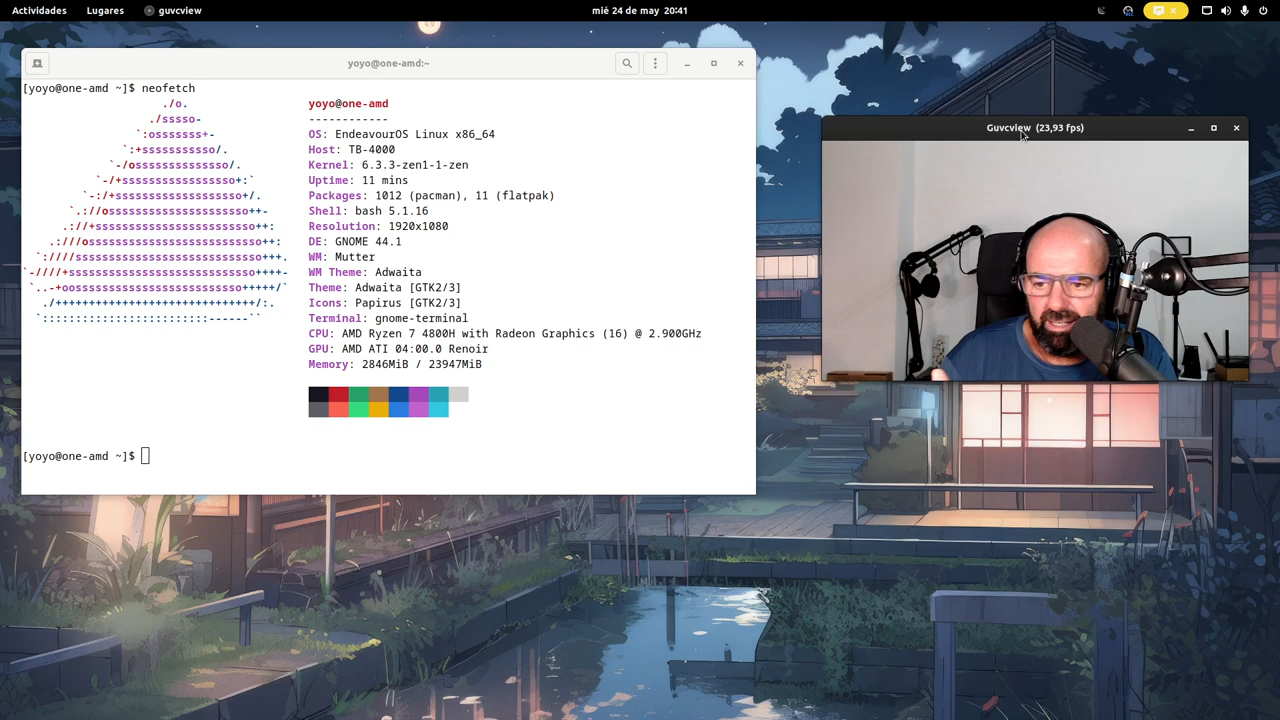 Actividades
Lugares
guvcview
mié 24 de may 20:41
yoyo@one-amd:~
[yoyo@one-amd ~]$ neofetch
yoyo@one-amd
------------
OS: EndeavourOS Linux x86_64
Host: TB-4000
Kernel: 6.3.3-zen1-1-zen
Uptime: 11 mins
Packages: 1012 (pacman), 11 (flatpak)
Shell: bash 5.1.16
Resolution: 1920x1080
DE: GNOME 44.1
WM: Mutter
WM Theme: Adwaita
Theme: Adwaita [GTK2/3]
Icons: Papirus [GTK2/3]
Terminal: gnome-terminal
CPU: AMD Ryzen 7 4800H with Radeon Graphics (16) @ 2.900GHz
GPU: AMD ATI 04:00.0 Renoir
Memory: 2846MiB / 23947MiB
[yoyo@one-amd ~]$
Guvcview (23,93 fps)